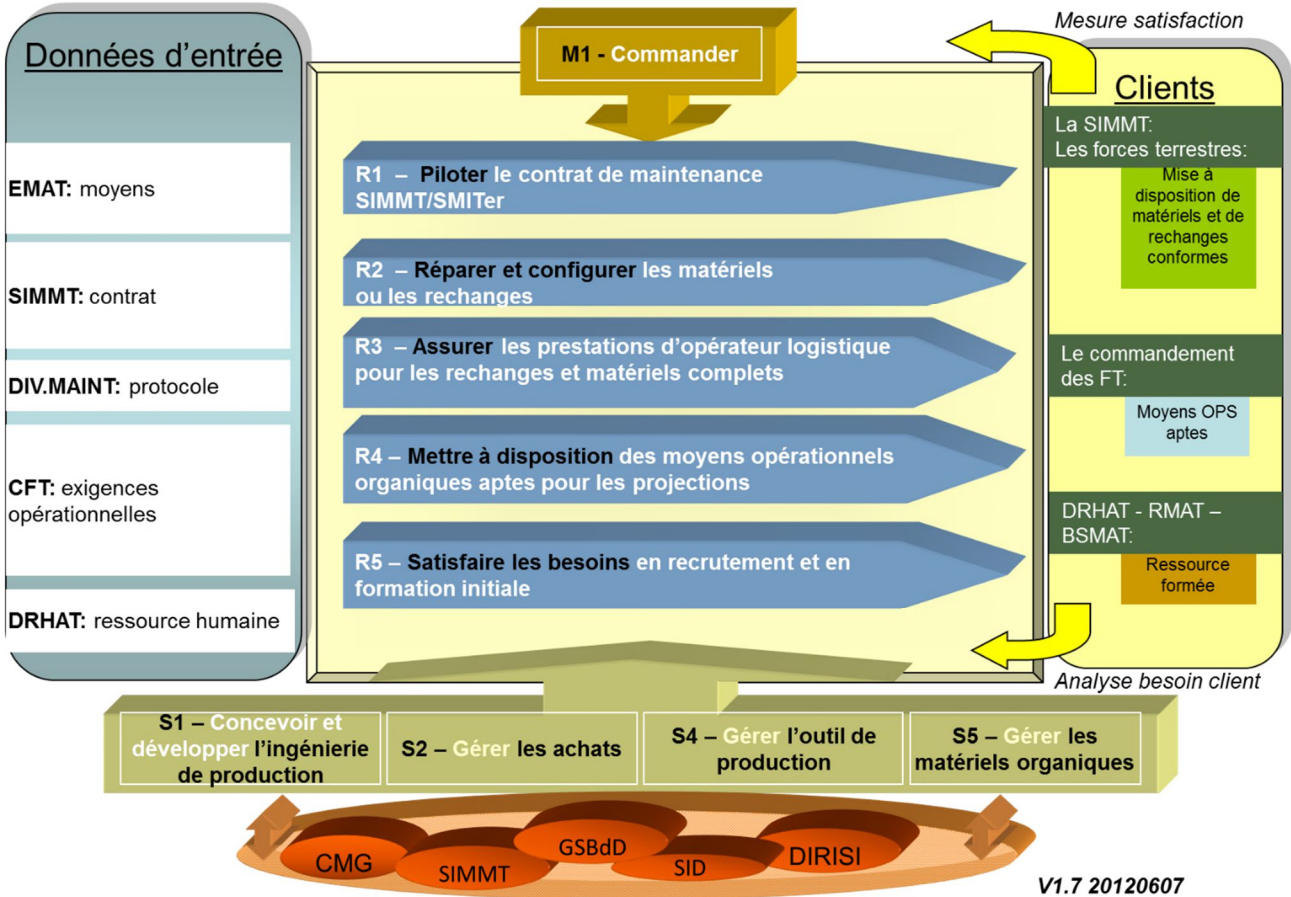 Données d'entrée
EMAT: moyens
SIMMT: contrat
DIV.MAINT: protocole
CFT: exigences
opérationnelles
DRHAT: ressource humaine
M1 - Commander
R1 – Piloter le contrat de maintenance
SIMMT/SMITer
R2 – Réparer et configurer les matériels
ou les rechanges
R3 – Assurer les prestations d'opérateur logistique
pour les rechanges et matériels complets
R4 – Mettre à disposition des moyens opérationnels
organiques aptes pour les projections
R5 – Satisfaire les besoins en recrutement et en
formation initiale
Mesure satisfaction
Clients
La SIMMT:
Les forces terrestres:
Mise à
disposition de
matériels et de
rechanges
conformes
Le commandement
des FT:
Moyens OPS
aptes
DRHAT - RMAT –
BSMAT:
Ressource
formée
Analyse besoin client
S1 – Concevoir et
développer l'ingénierie
de production
S2 – Gérer les achats
S4 – Gérer l'outil de
production
S5 – Gérer les
matériels organiques
CMG
SIMMT
GSBdD
SID
DIRISI
V1.7 20120607